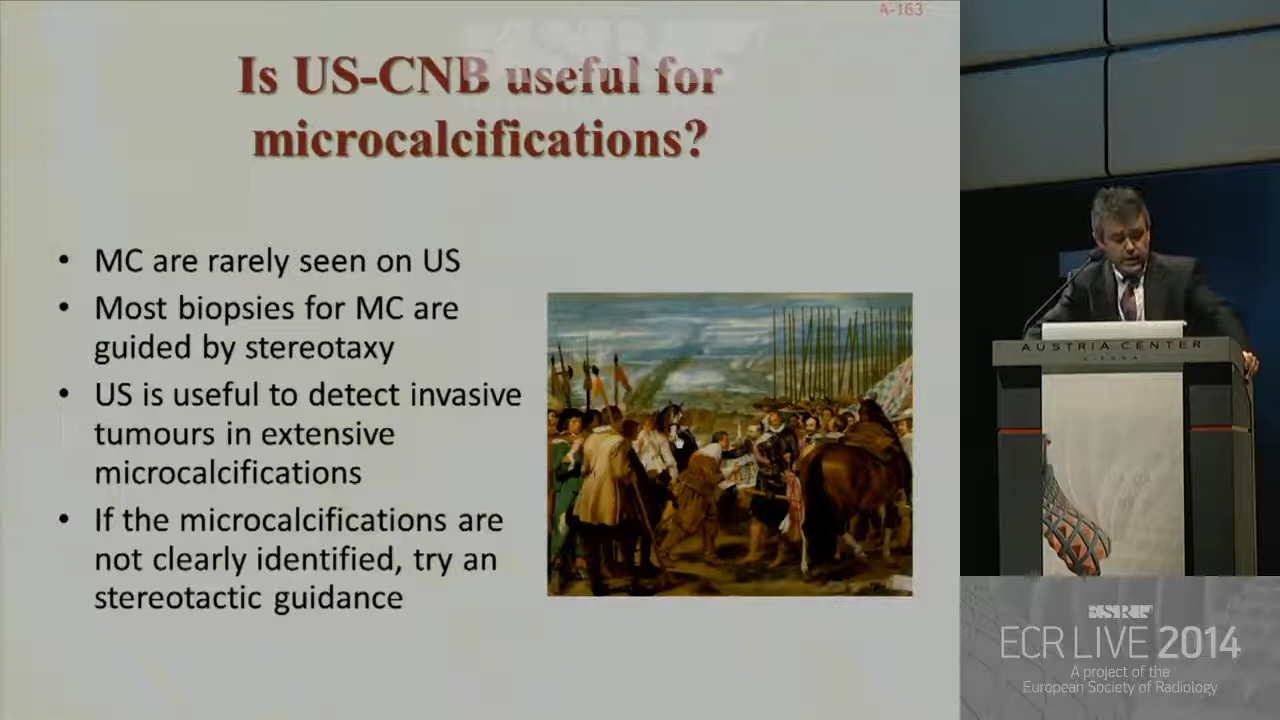 A-163
Is US-CNB useful for
microcalcifications?
• MC are rarely seen on US
• Most biopsies for MC are
guided by stereotaxy
• US is useful to detect invasive
tumours in extensive
microcalcifications
• If the microcalcifications are
not clearly identified, try an
stereotactic guidance
AUSTRIA CENTER
VIENNA
ESR
ECR LIVE 2014
A project of the
European Society of Radiology